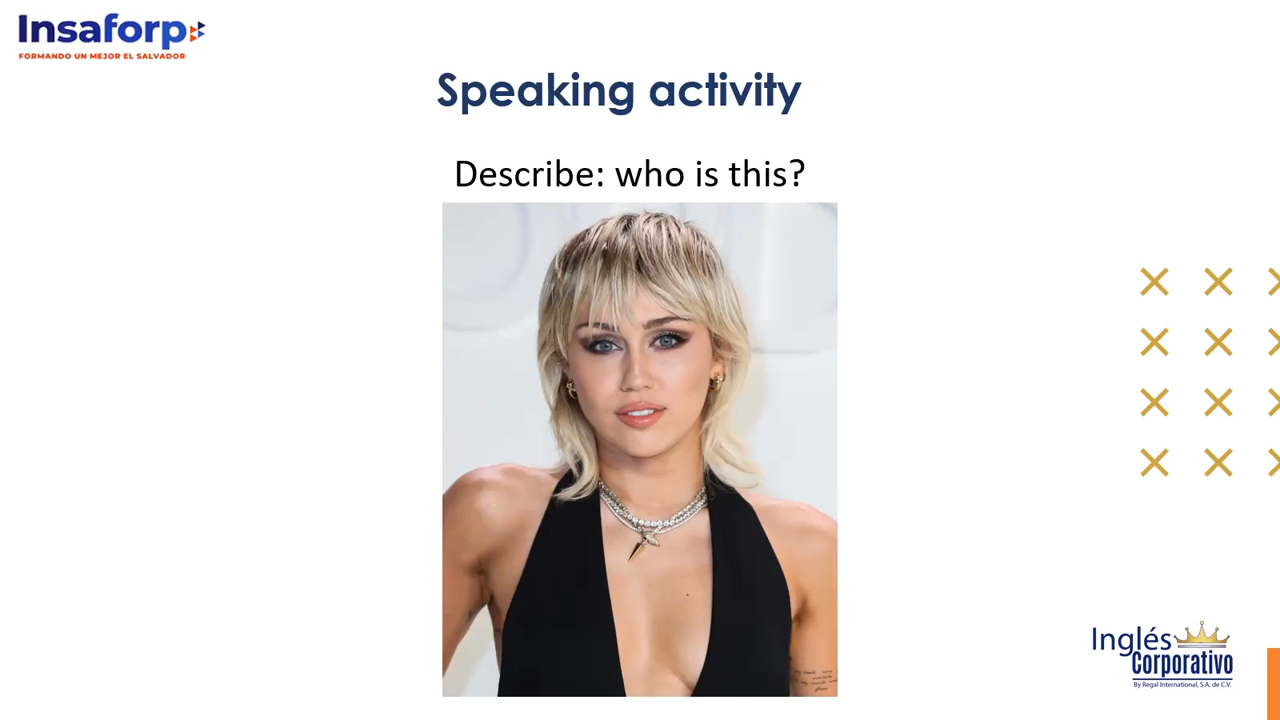 Insaforp
FORMANDO UN MEJOR EL SALVADOR
Speaking activity
Describe: who is this?
Inglés
Corporativo
By Regal International, S.A. de C.V.